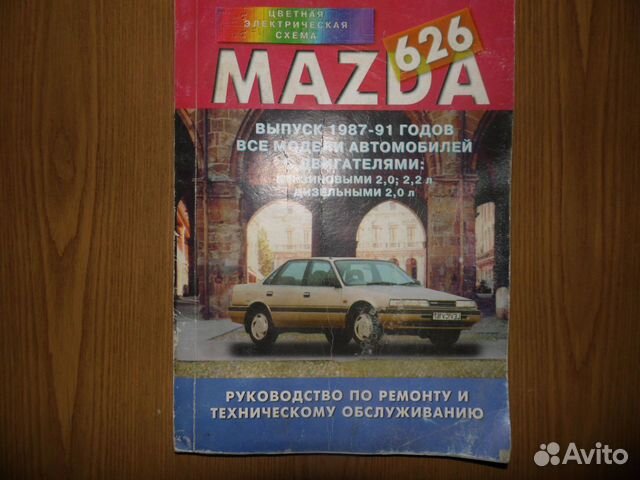 ЦВЕТНАЯ
ЭЛЕКТРИЧЕСКАЯ
СХЕМА
626
MAZDA
ВЫПУСК 1987-91 ГОДОВ
ВСЕ МОДЕЛИ АВТОМОБИЛЕЙ
С ДВИГАТЕЛЯМИ:
БЕНЗИНОВЫМИ 2,0; 2,2 л
ДИЗЕЛЬНЫМИ 2,0 л
РУКОВОДСТВО ПО РЕМОНТУ И
ТЕХНИЧЕСКОМУ ОБСЛУЖИВАНИЮ
Avito